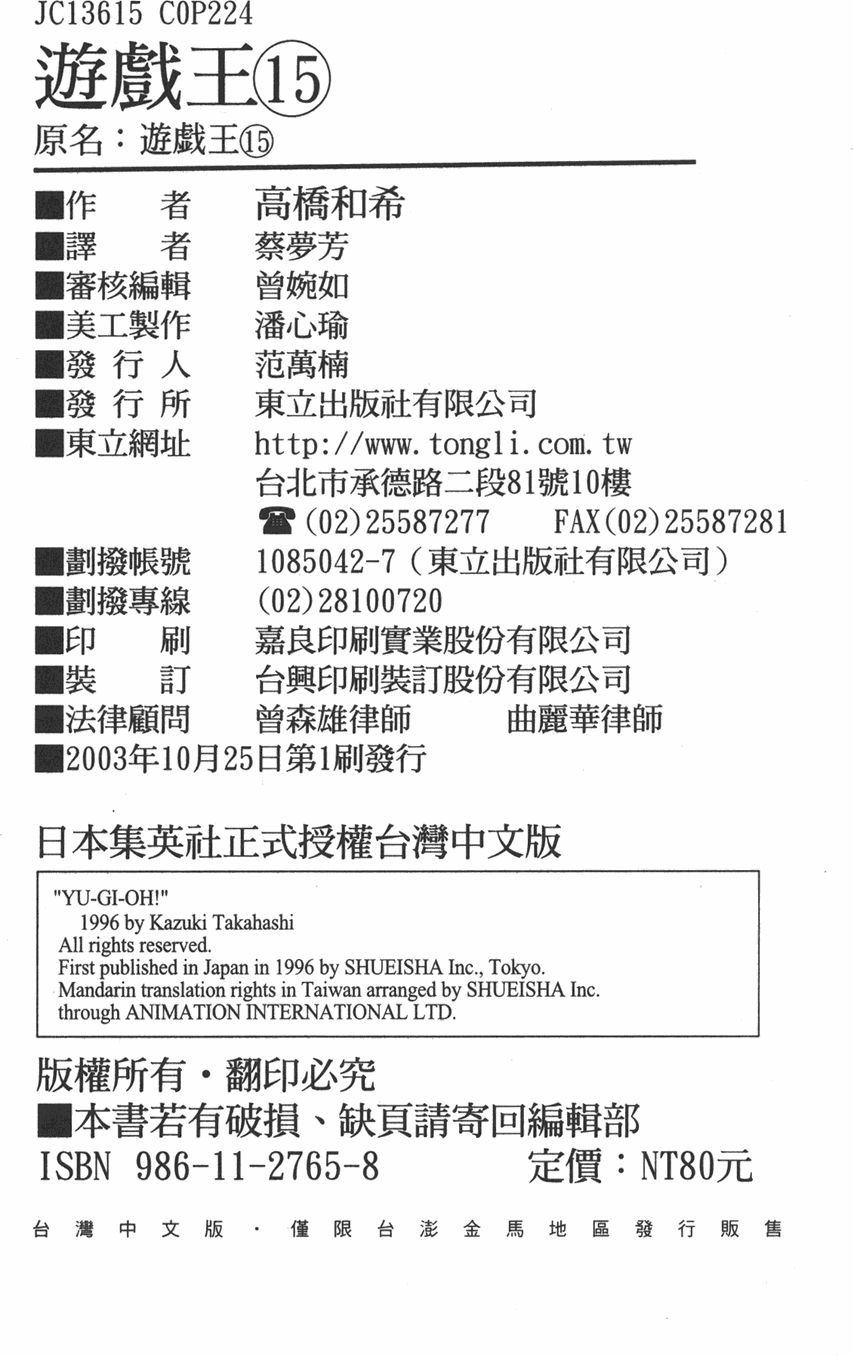 JC13615 C0P224
遊戲王⑮
原名：遊戯王⑮
■作　　者　高橋和希
■譯　　者　蔡夢芳
■審核編輯　曾婉如
■美工製作　潘心瑜
■發 行 人　范萬楠
■發 行 所　東立出版社有限公司
■東立網址　http://www.tongli.com.tw
台北市承德路二段81號10樓
☎(02)25587277　FAX(02)25587281
■劃撥帳號　1085042-7（東立出版社有限公司）
■劃撥專線　(02)28100720
■印　　刷　嘉良印刷實業股份有限公司
■裝　　訂　台興印刷裝訂股份有限公司
■法律顧問　曾森雄律師　曲麗華律師
■2003年10月25日第1刷發行
日本集英社正式授權台灣中文版
"YU-GI-OH!"
1996 by Kazuki Takahashi
All rights reserved.
First published in Japan in 1996 by SHUEISHA Inc., Tokyo.
Mandarin translation rights in Taiwan arranged by SHUEISHA Inc.
through ANIMATION INTERNATIONAL LTD.
版權所有・翻印必究
■本書若有破損、缺頁請寄回編輯部
ISBN 986-11-2765-8　定價：NT80元
台灣中文版・僅限台澎金馬地區發行販售